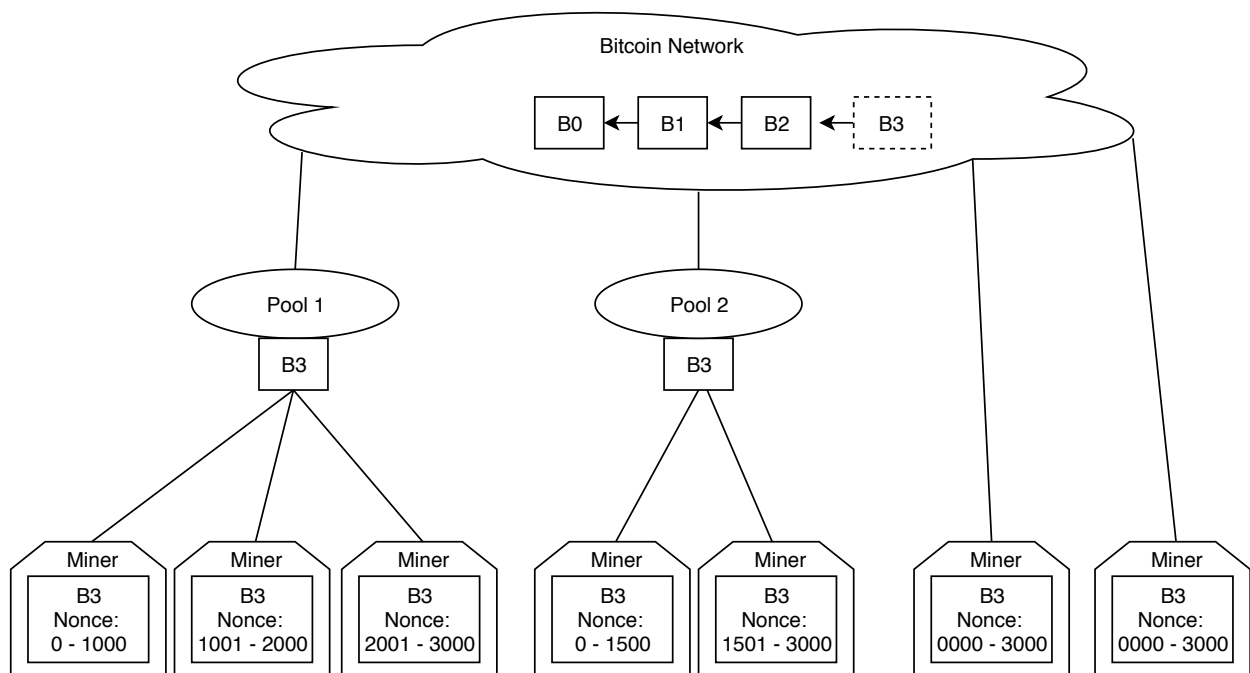 Bitcoin Network
B0
B1
B2
B3
Pool 1
Pool 2
B3
B3
Miner
B3
Nonce:
0 - 1000
Miner
B3
Nonce:
1001 - 2000
Miner
B3
Nonce:
2001 - 3000
Miner
B3
Nonce:
0 - 1500
Miner
B3
Nonce:
1501 - 3000
Miner
B3
Nonce:
0000 - 3000
Miner
B3
Nonce:
0000 - 3000